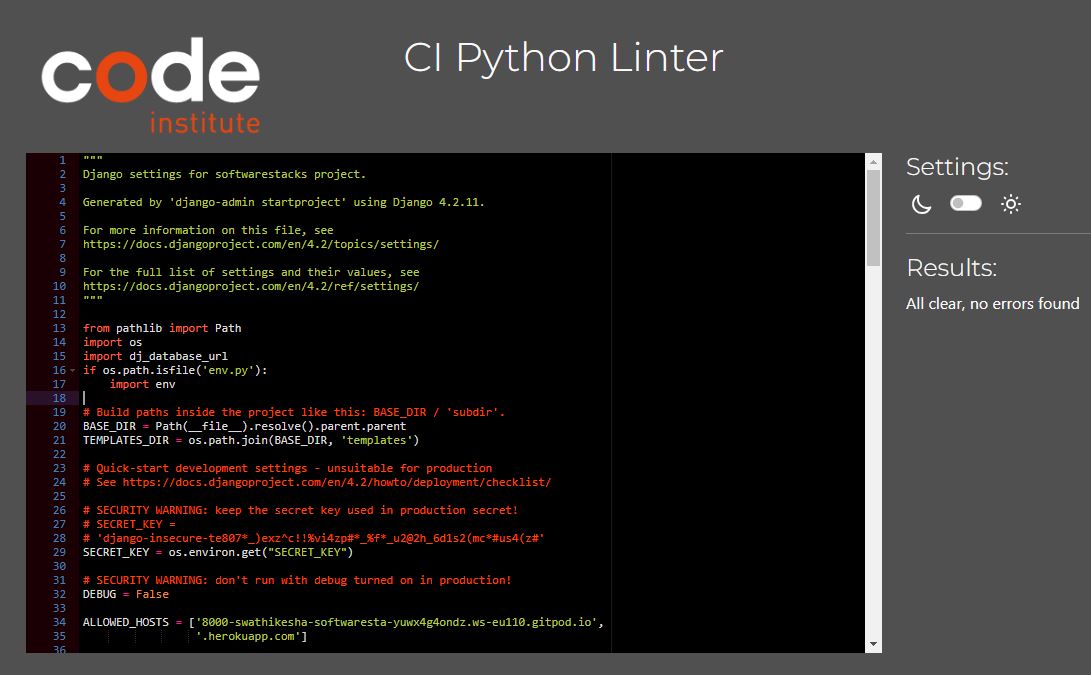 code
institute
CI Python Linter
1 """
2 Django settings for softwarestacks project.
3
4 Generated by 'django-admin startproject' using Django 4.2.11.
5
6 For more information on this file, see
7 https://docs.djangoproject.com/en/4.2/topics/settings/
8
9 For the full list of settings and their values, see
10 https://docs.djangoproject.com/en/4.2/ref/settings/
11 """
12
13 from pathlib import Path
14 import os
15 import dj_database_url
16 if os.path.isfile('env.py'):
17     import env
18
19 # Build paths inside the project like this: BASE_DIR / 'subdir'.
20 BASE_DIR = Path(__file__).resolve().parent.parent
21 TEMPLATES_DIR = os.path.join(BASE_DIR, 'templates')
22
23 # Quick-start development settings - unsuitable for production
24 # See https://docs.djangoproject.com/en/4.2/howto/deployment/checklist/
25
26 # SECURITY WARNING: keep the secret key used in production secret!
27 # SECRET_KEY =
28 # 'django-insecure-te807*_)exz^c!!%vi4zp#*_%f*_u2@2h_6d1s2(mc*#us4(z#'
29 SECRET_KEY = os.environ.get("SECRET_KEY")
30
31 # SECURITY WARNING: don't run with debug turned on in production!
32 DEBUG = False
33
34 ALLOWED_HOSTS = ['8000-swathikesha-softwaresta-yuwx4g4ondz.ws-eu110.gitpod.io',
35                  '.herokuapp.com']
36
Settings:
Results:
All clear, no errors found